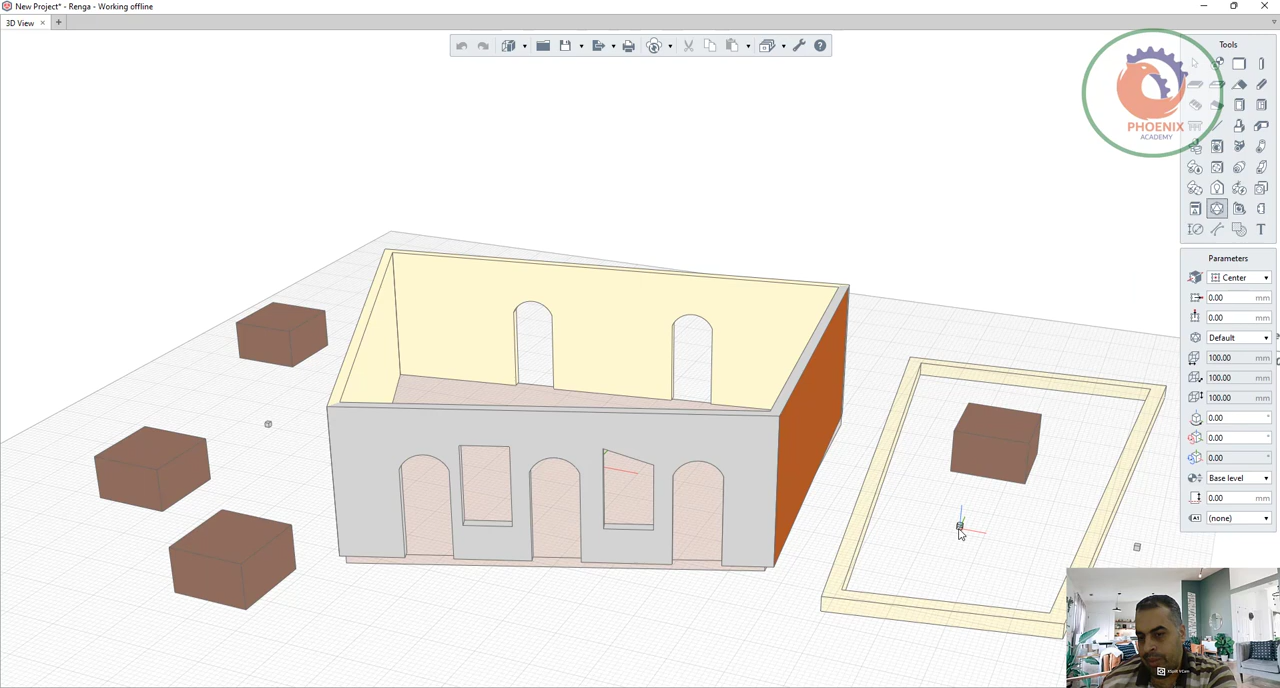 New Project* - Renga - Working offline
3D View
Tools
PHOENIX
ACADEMY
Parameters
Center
0.00 mm
0.00 mm
Default
100.00 mm
100.00 mm
100.00 mm
0.00 °
0.00 °
0.00 °
Base level
0.00 mm
A1 (none)
T